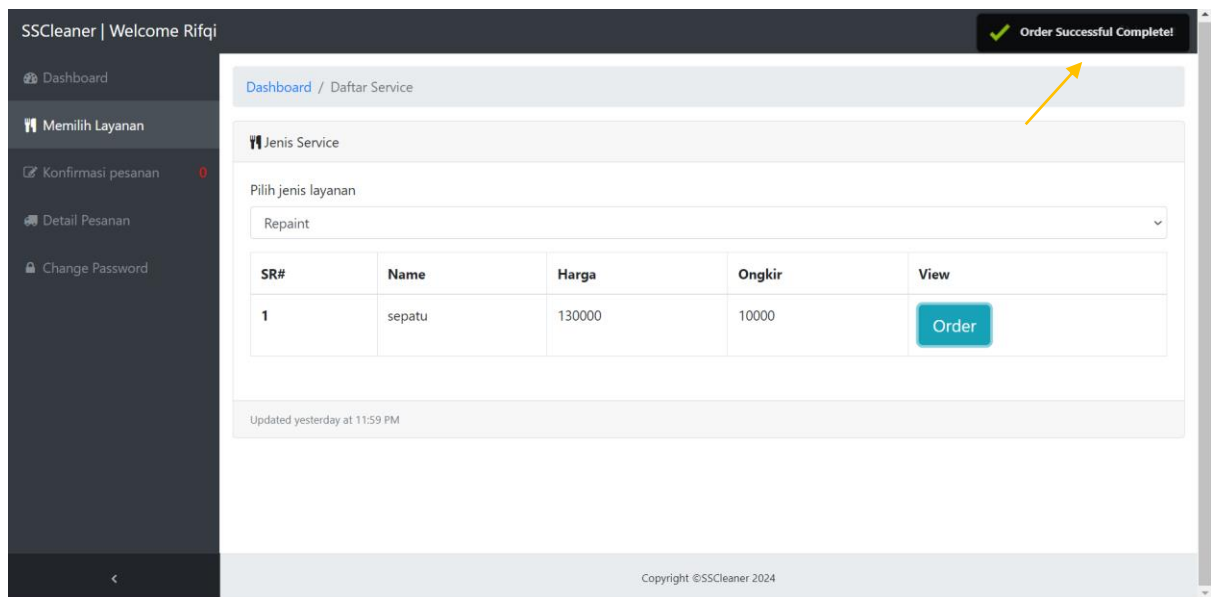 SSCleaner | Welcome Rifqi
Order Successful Complete!
Dashboard
Memilih Layanan
Konfirmasi pesanan 0
Detail Pesanan
Change Password
Dashboard / Daftar Service
Jenis Service
Pilih jenis layanan
Repaint
SR# Name Harga Ongkir View
1 sepatu 130000 10000 Order
Updated yesterday at 11:59 PM
Copyright ©SSCleaner 2024